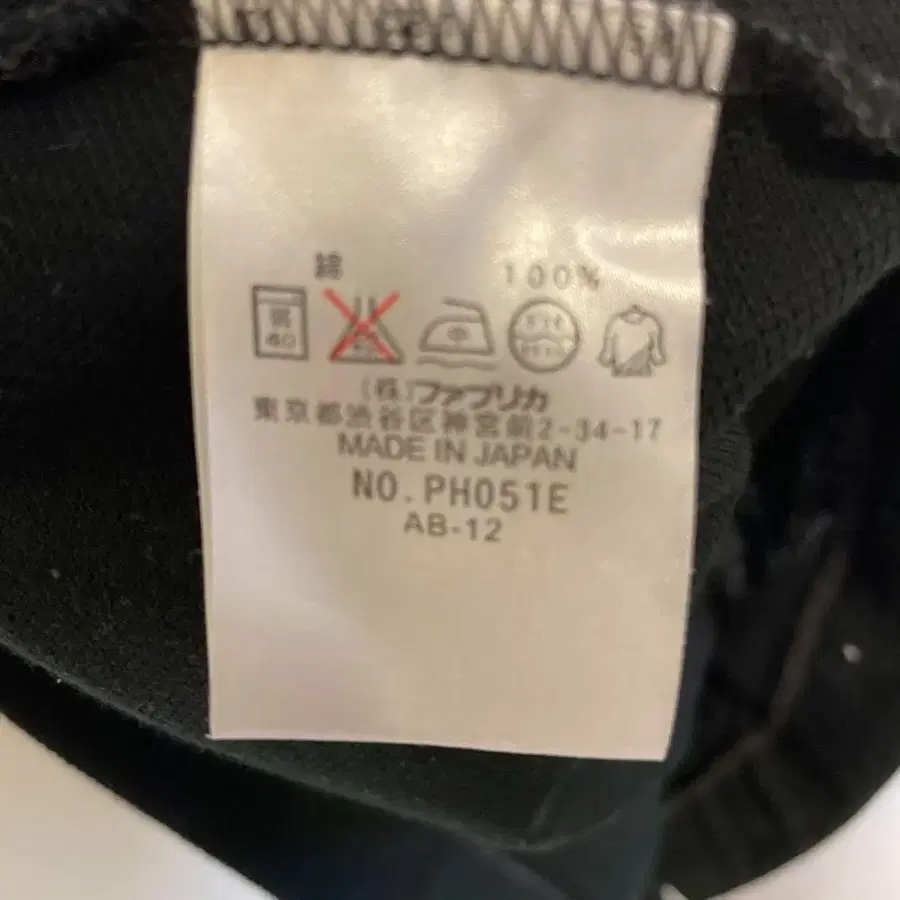 綿 100%
40
(株)ファブリカ
東京都渋谷区神宮前2-34-17
MADE IN JAPAN
NO.PH051E
AB-12